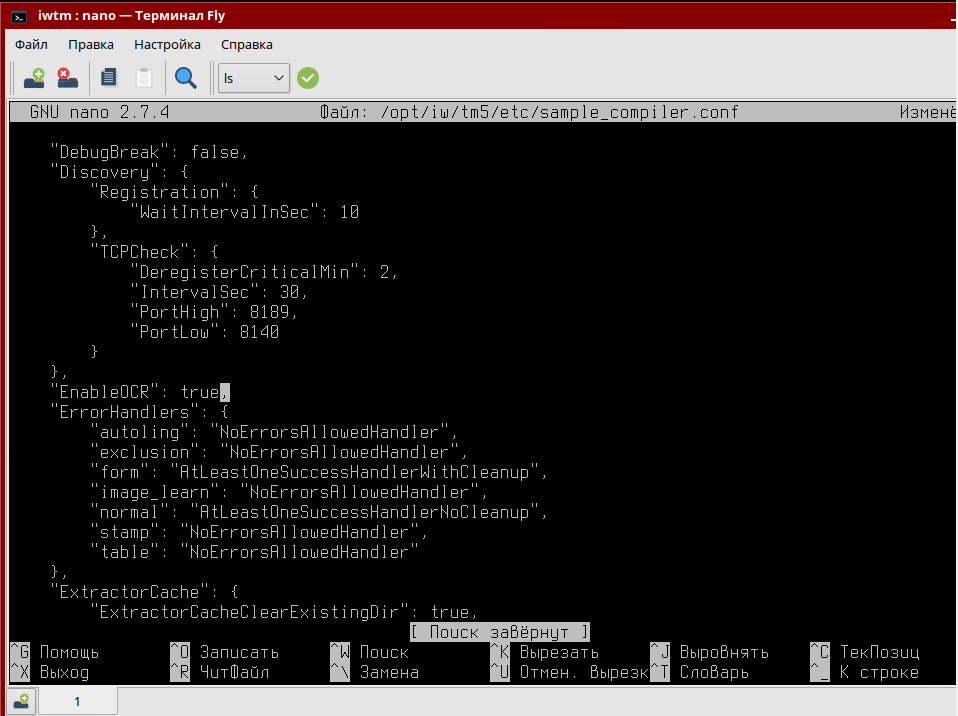 iwtm : nano — Терминал Fly
Файл Правка Настройка Справка
ls
GNU nano 2.7.4 Файл: /opt/iw/tm5/etc/sample_compiler.conf Изменё
"DebugBreak": false,
"Discovery": {
"Registration": {
"WaitIntervalInSec": 10
},
"TCPCheck": {
"DeregisterCriticalMin": 2,
"IntervalSec": 30,
"PortHigh": 8189,
"PortLow": 8140
}
},
"EnableOCR": true,
"ErrorHandlers": {
"autoling": "NoErrorsAllowedHandler",
"exclusion": "NoErrorsAllowedHandler",
"form": "AtLeastOneSuccessHandlerWithCleanup",
"image_learn": "NoErrorsAllowedHandler",
"normal": "AtLeastOneSuccessHandlerNoCleanup",
"stamp": "NoErrorsAllowedHandler",
"table": "NoErrorsAllowedHandler"
},
"ExtractorCache": {
"ExtractorCacheClearExistingDir": true,
[ Поиск завёрнут ]
^G Помощь ^O Записать ^W Поиск ^K Вырезать ^J Выровнять ^C ТекПозиц
^X Выход ^R ЧитФайл ^\ Замена ^U Отмен. Вырезк ^T Словарь ^_ К строке
1